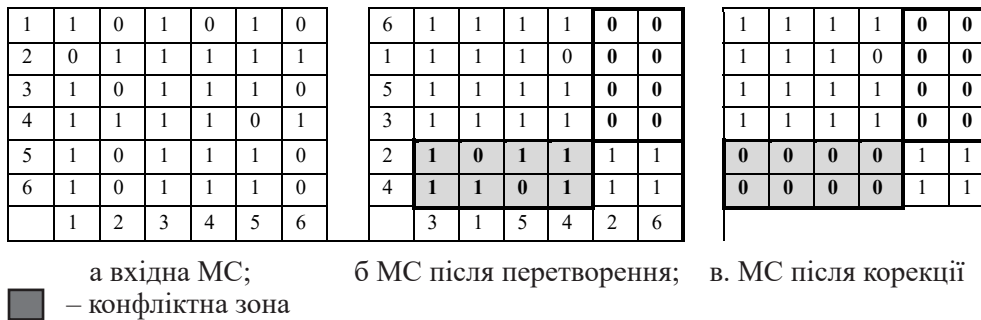 1 1 0 1 0 1 0 6 1 1 1 1 0 0 1 1 1 1 0 0
2 0 1 1 1 1 1 1 1 1 1 0 0 0 1 1 1 0 0 0
3 1 0 1 1 1 0 5 1 1 1 1 0 0 1 1 1 1 0 0
4 1 1 1 1 0 1 3 1 1 1 1 0 0 1 1 1 1 0 0
5 1 0 1 1 1 0 2 1 0 1 1 1 1 0 0 0 0 1 1
6 1 0 1 1 1 0 4 1 1 0 1 1 1 0 0 0 0 1 1
1 2 3 4 5 6 3 1 5 4 2 6
а вхідна МС; б МС після перетворення; в. МС після корекції
– конфліктна зона